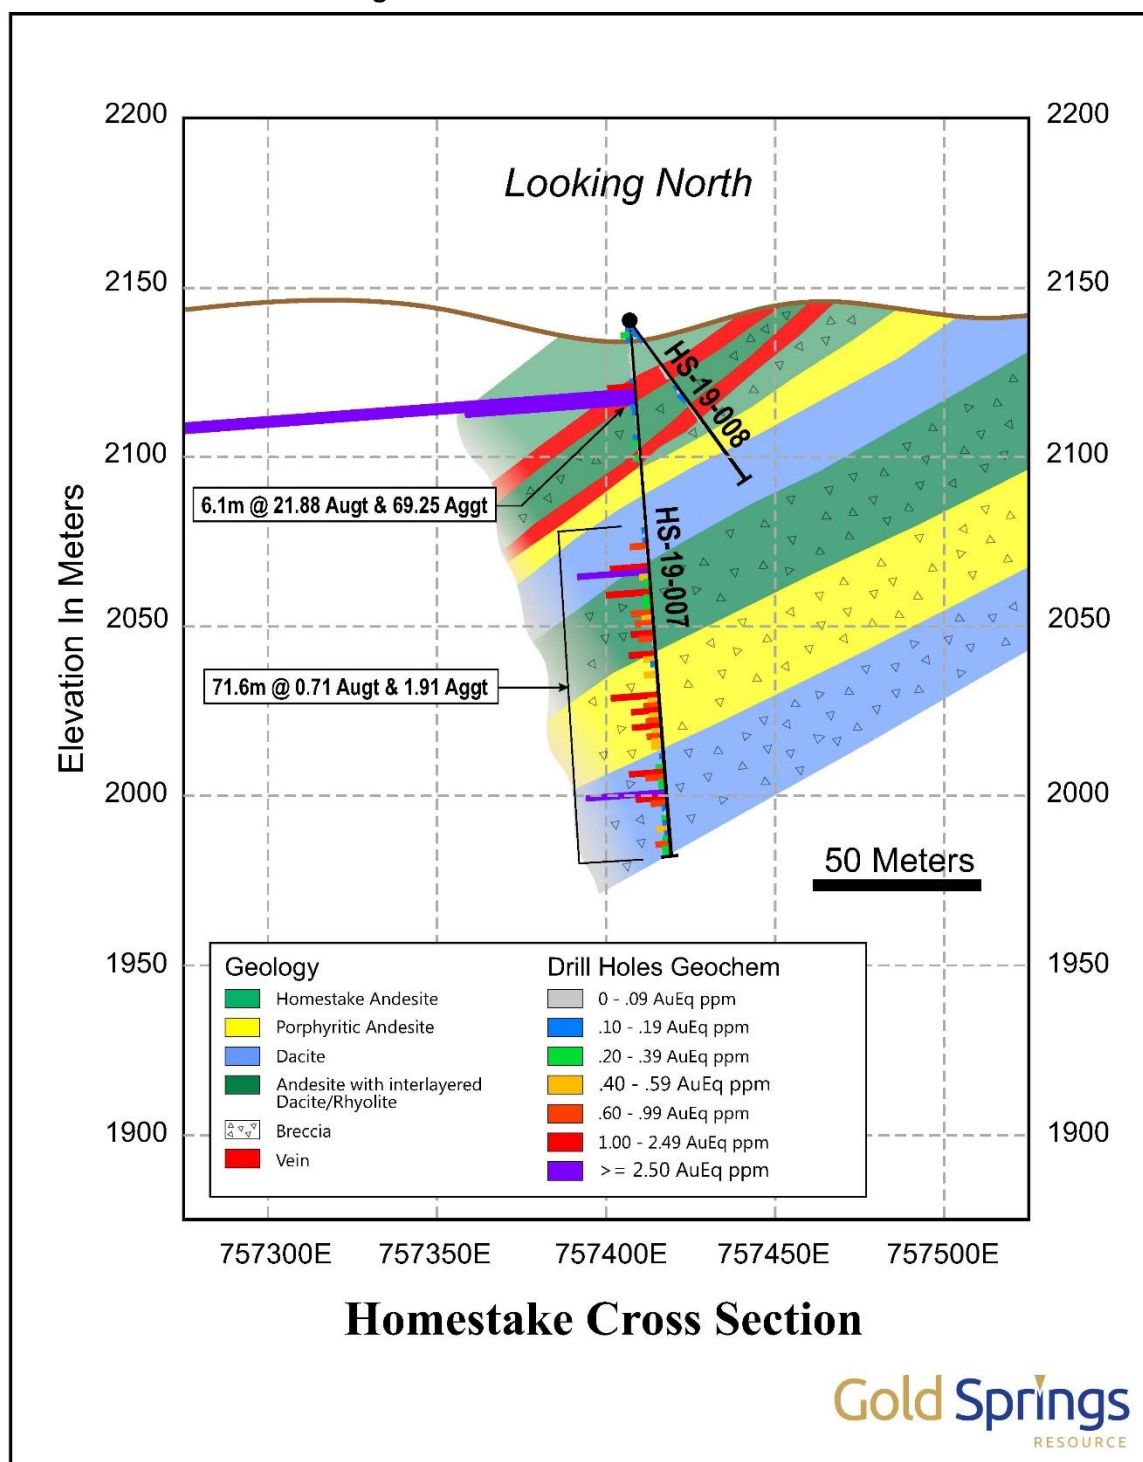 2200
2200
Looking North
2150
2150
HS-19-008
2100
2100
6.1m @ 21.88 Augt & 69.25 Aggt
HS-19-007
Elevation In Meters
2050
2050
71.6m @ 0.71 Augt & 1.91 Aggt
2000
2000
50 Meters
1950
1950
Geology
Homestake Andesite
Porphyritic Andesite
Dacite
Andesite with interlayered
Dacite/Rhyolite
Breccia
Vein
Drill Holes Geochem
0 - .09 AuEq ppm
.10 - .19 AuEq ppm
.20 - .39 AuEq ppm
.40 - .59 AuEq ppm
.60 - .99 AuEq ppm
1.00 - 2.49 AuEq ppm
>= 2.50 AuEq ppm
1900
1900
757300E 757350E 757400E 757450E 757500E
Homestake Cross Section
Gold Springs
RESOURCE